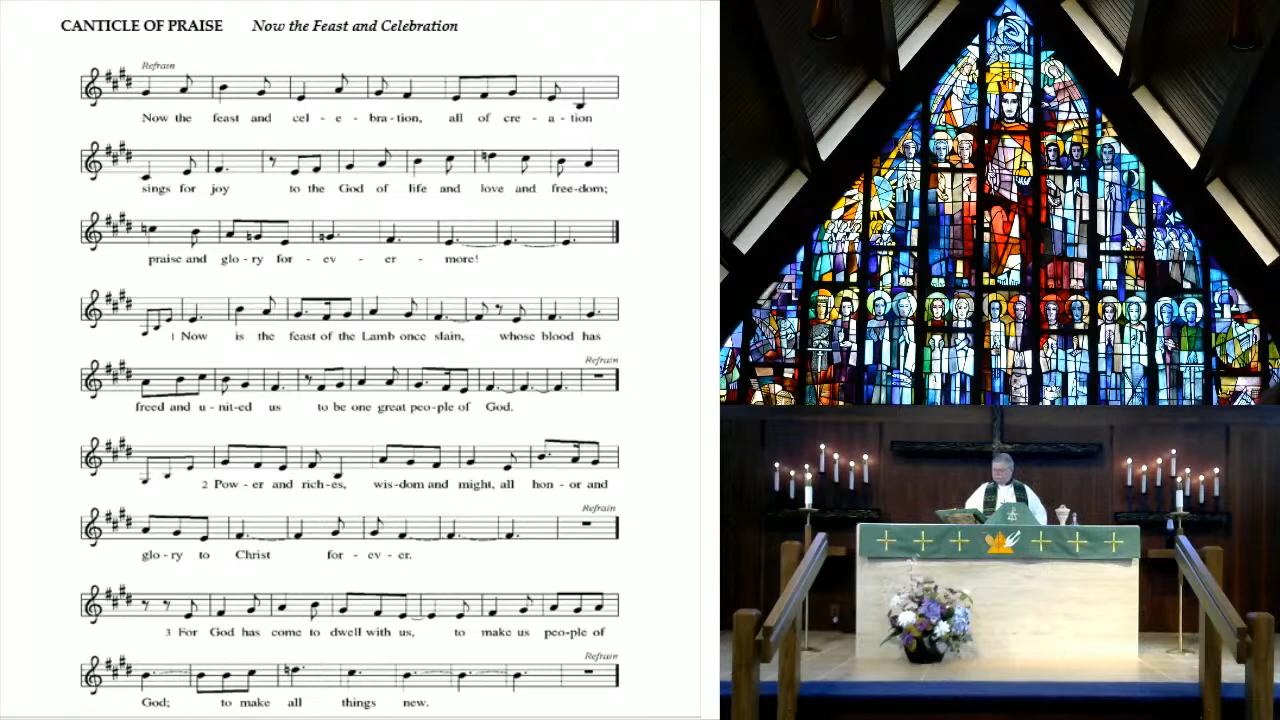 CANTICLE OF PRAISE Now the Feast and Celebration
Refrain
Now the feast and cel - e - bra - tion, all of cre - a - tion
sings for joy to the God of life and love and free-dom;
praise and glo - ry for - ev - er - more!
1 Now is the feast of the Lamb once slain, whose blood has
Refrain
freed and u - nit-ed us to be one great peo-ple of God.
2 Pow - er and rich-es, wis-dom and might, all hon - or and
Refrain
glo - ry to Christ for - ev - er.
3 For God has come to dwell with us, to make us peo-ple of
Refrain
God; to make all things new.